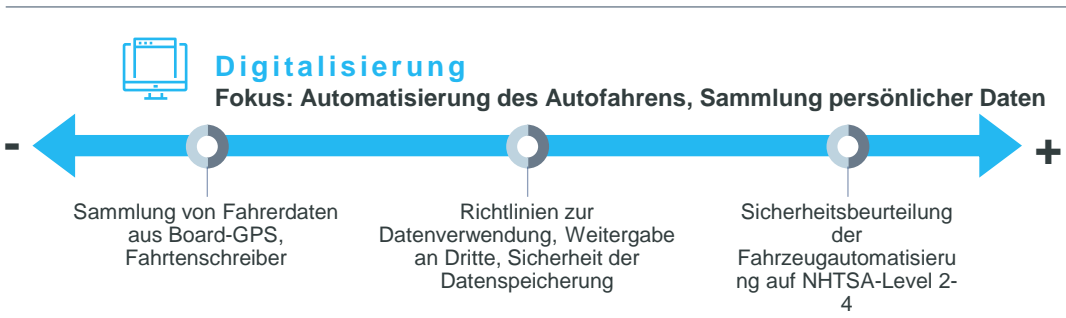 Digitalisierung
Fokus: Automatisierung des Autofahrens, Sammlung persönlicher Daten
-
+
Sammlung von Fahrerdaten
aus Board-GPS,
Fahrtenschreiber
Richtlinien zur
Datenverwendung, Weitergabe
an Dritte, Sicherheit der
Datenspeicherung
Sicherheitsbeurteilung
der
Fahrzeugautomatisieru
ng auf NHTSA-Level 2-
4